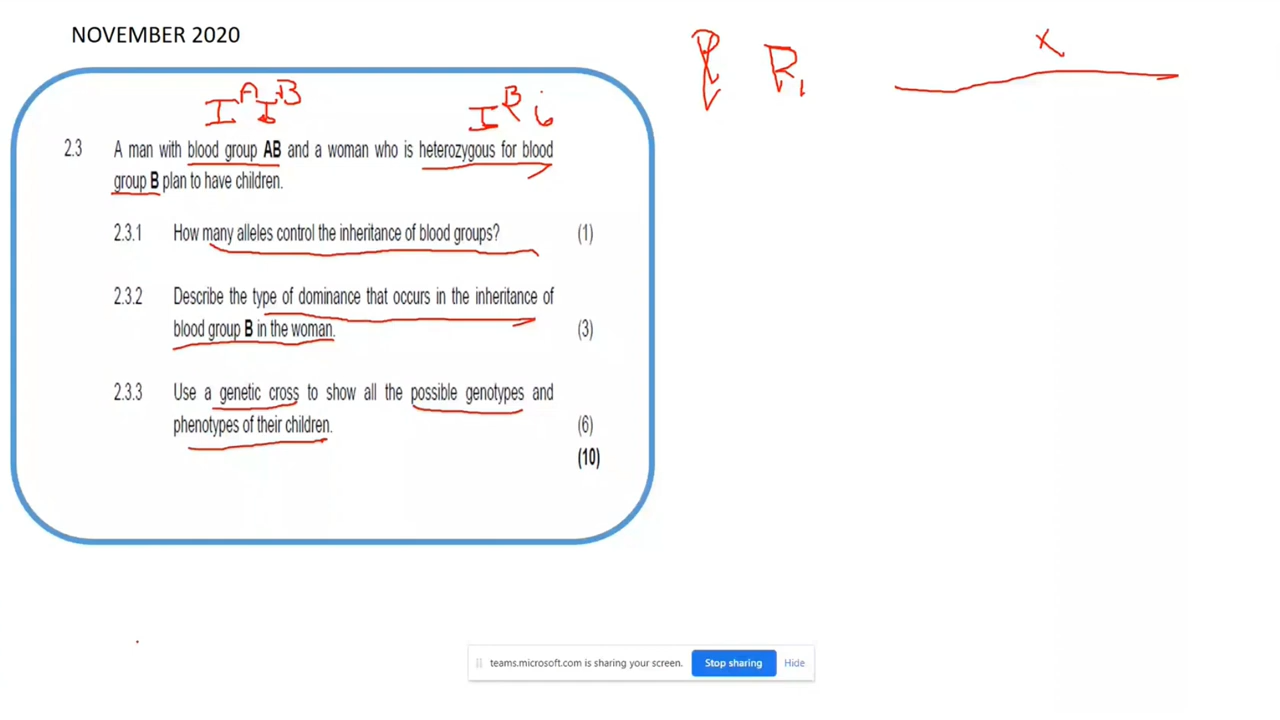 NOVEMBER 2020
I^A I^B
I^B i
2.3 A man with blood group AB and a woman who is heterozygous for blood
group B plan to have children.
2.3.1 How many alleles control the inheritance of blood groups? (1)
2.3.2 Describe the type of dominance that occurs in the inheritance of
blood group B in the woman. (3)
2.3.3 Use a genetic cross to show all the possible genotypes and
phenotypes of their children. (6)
(10)
x
teams.microsoft.com is sharing your screen. Stop sharing Hide